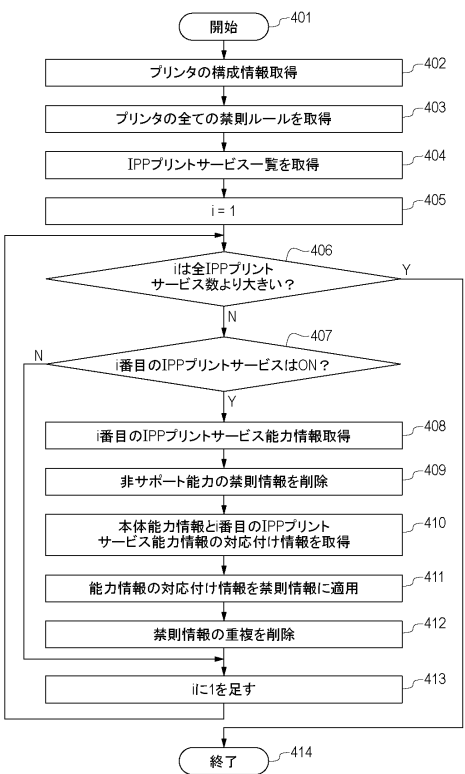 開始
401
プリンタの構成情報取得
402
プリンタの全ての禁則ルールを取得
403
IPPプリントサービス一覧を取得
404
i = 1
405
iは全IPPプリント
サービス数より大きい？
406
Y
N
i番目のIPPプリントサービスはON？
407
N
Y
i番目のIPPプリントサービス能力情報取得
408
非サポート能力の禁則情報を削除
409
本体能力情報とi番目のIPPプリント
サービス能力情報の対応付け情報を取得
410
能力情報の対応付け情報を禁則情報に適用
411
禁則情報の重複を削除
412
iに1を足す
413
終了
414